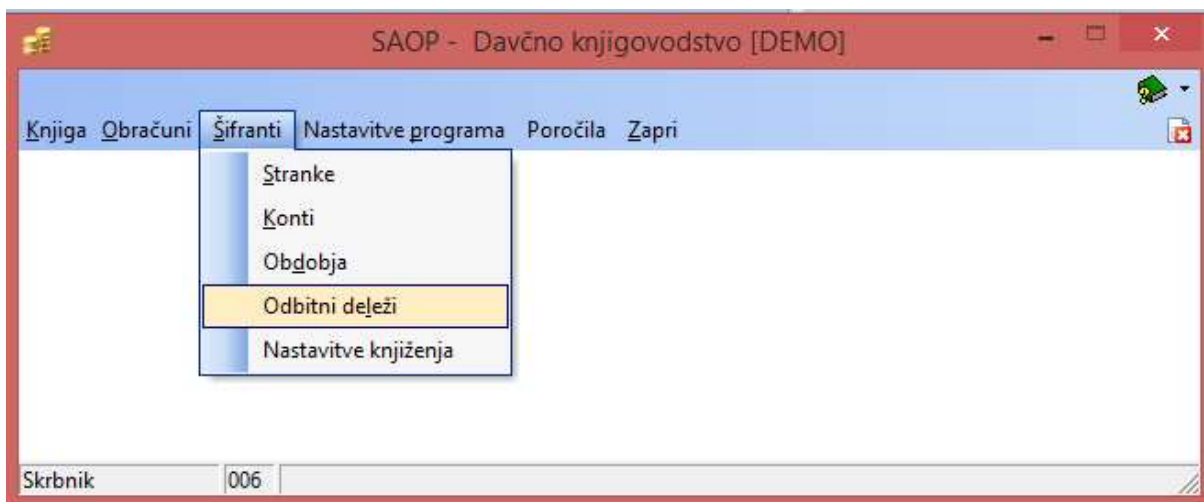 SAOP - Davčno knjigovodstvo [DEMO]
Knjiga Obračuni Šifranti Nastavitve programa Poročila Zapri
Stranke
Konti
Obdobja
Odbitni deleži
Nastavitve knjiženja
Skrbnik 006